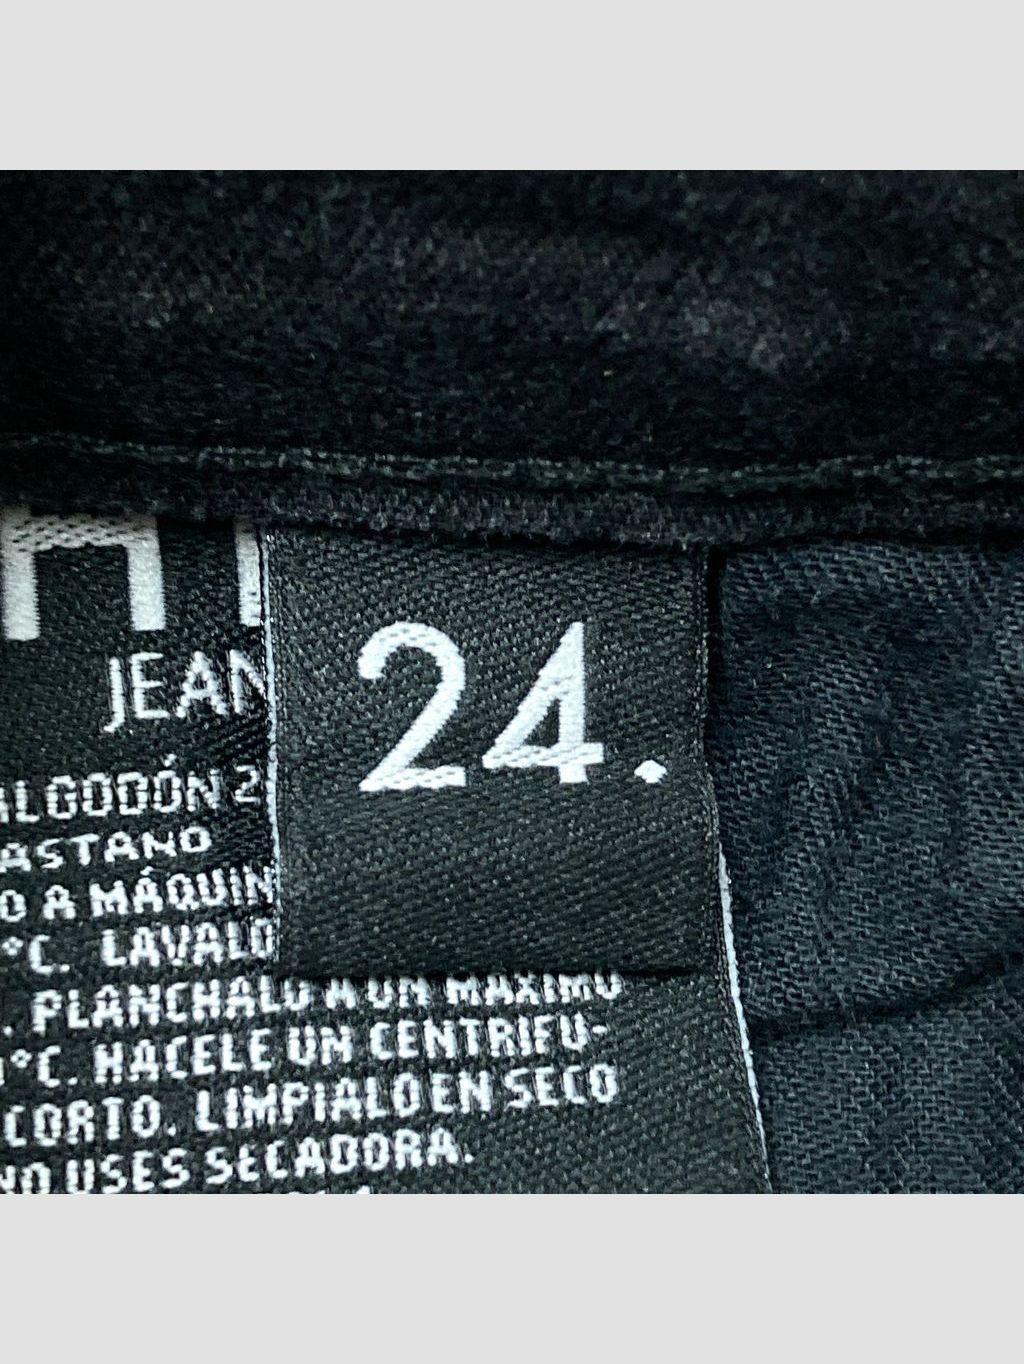 24.
JEAN
ALGODÓN 2
ASTANO
O A MÁQUIN
°C. LAVALO
. PLANCHALO A UN MÁXIMO
°C. HACELE UN CENTRIFU-
CORTO. LIMPIALO EN SECO
NO USES SECADORA.